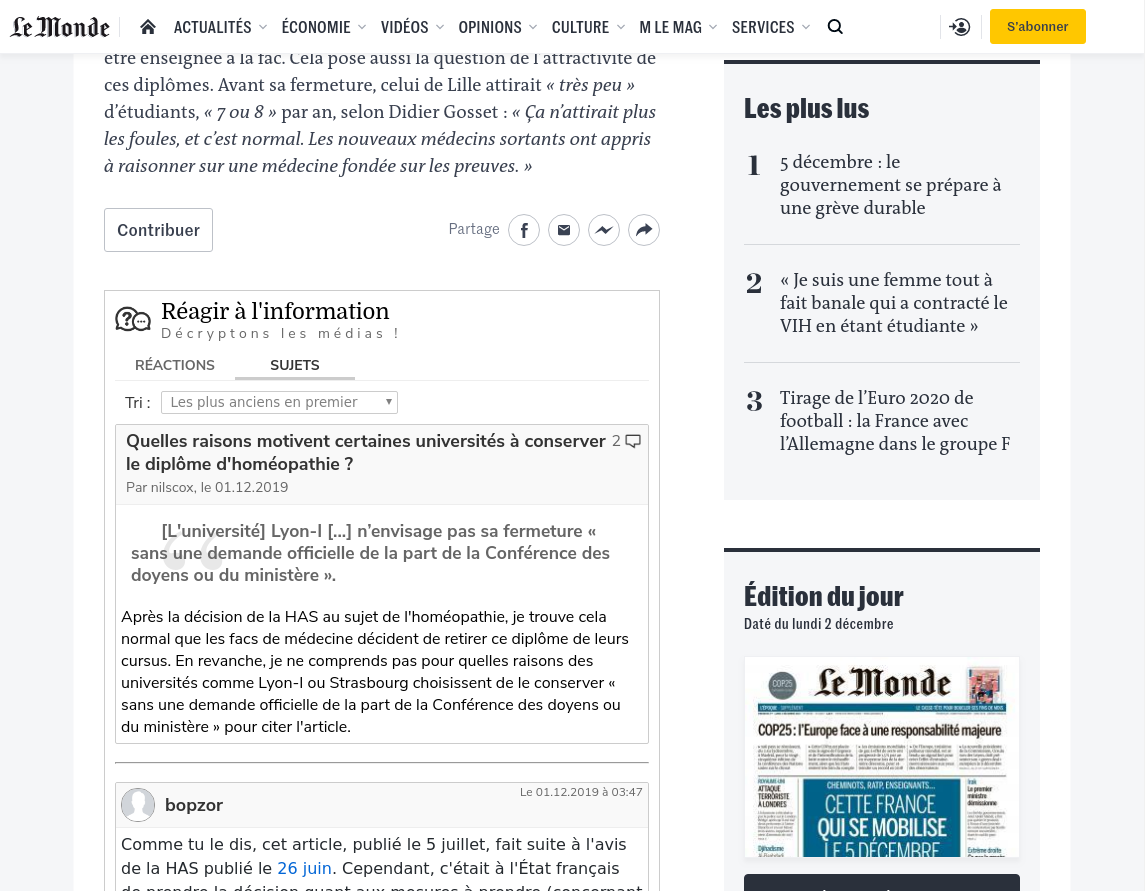 Le Monde
ACTUALITÉS
ÉCONOMIE
VIDÉOS
OPINIONS
CULTURE
M LE MAG
SERVICES
S'abonner
être enseignée à la fac. Cela pose aussi la question de l'attractivité de
ces diplômes. Avant sa fermeture, celui de Lille attirait « très peu »
d'étudiants, « 7 ou 8 » par an, selon Didier Gosset : « Ça n'attirait plus
les foules, et c'est normal. Les nouveaux médecins sortants ont appris
à raisonner sur une médecine fondée sur les preuves. »
Contribuer
Partage
Réagir à l'information
Décryptons les médias !
RÉACTIONS
SUJETS
Tri :
Les plus anciens en premier
Quelles raisons motivent certaines universités à conserver
le diplôme d'homéopathie ?
2
Par nilscox, le 01.12.2019
[L'université] Lyon-I [...] n'envisage pas sa fermeture «
sans une demande officielle de la part de la Conférence des
doyens ou du ministère ».
Après la décision de la HAS au sujet de l'homéopathie, je trouve cela
normal que les facs de médecine décident de retirer ce diplôme de leurs
cursus. En revanche, je ne comprends pas pour quelles raisons des
universités comme Lyon-I ou Strasbourg choisissent de le conserver «
sans une demande officielle de la part de la Conférence des doyens ou
du ministère » pour citer l'article.
Le 01.12.2019 à 03:47
bopzor
Comme tu le dis, cet article, publié le 5 juillet, fait suite à l'avis
de la HAS publié le 26 juin. Cependant, c'était à l'État français
de prendre la décision quant aux mesures à prendre (concernant
Les plus lus
1
5 décembre : le
gouvernement se prépare à
une grève durable
2
« Je suis une femme tout à
fait banale qui a contracté le
VIH en étant étudiante »
3
Tirage de l'Euro 2020 de
football : la France avec
l'Allemagne dans le groupe F
Édition du jour
Daté du lundi 2 décembre
COP25
Le Monde
COP25 : l'Europe face à une responsabilité majeure
ATTAQUE
TERRORISTE
À LONDRES
CHEMINOTS, RATP, ENSEIGNANTS...
CETTE FRANCE
QUI SE MOBILISE
LE 5 DÉCEMBRE
Irak
Le premier
ministre
démissionne
Djihadisme
Extrême droite